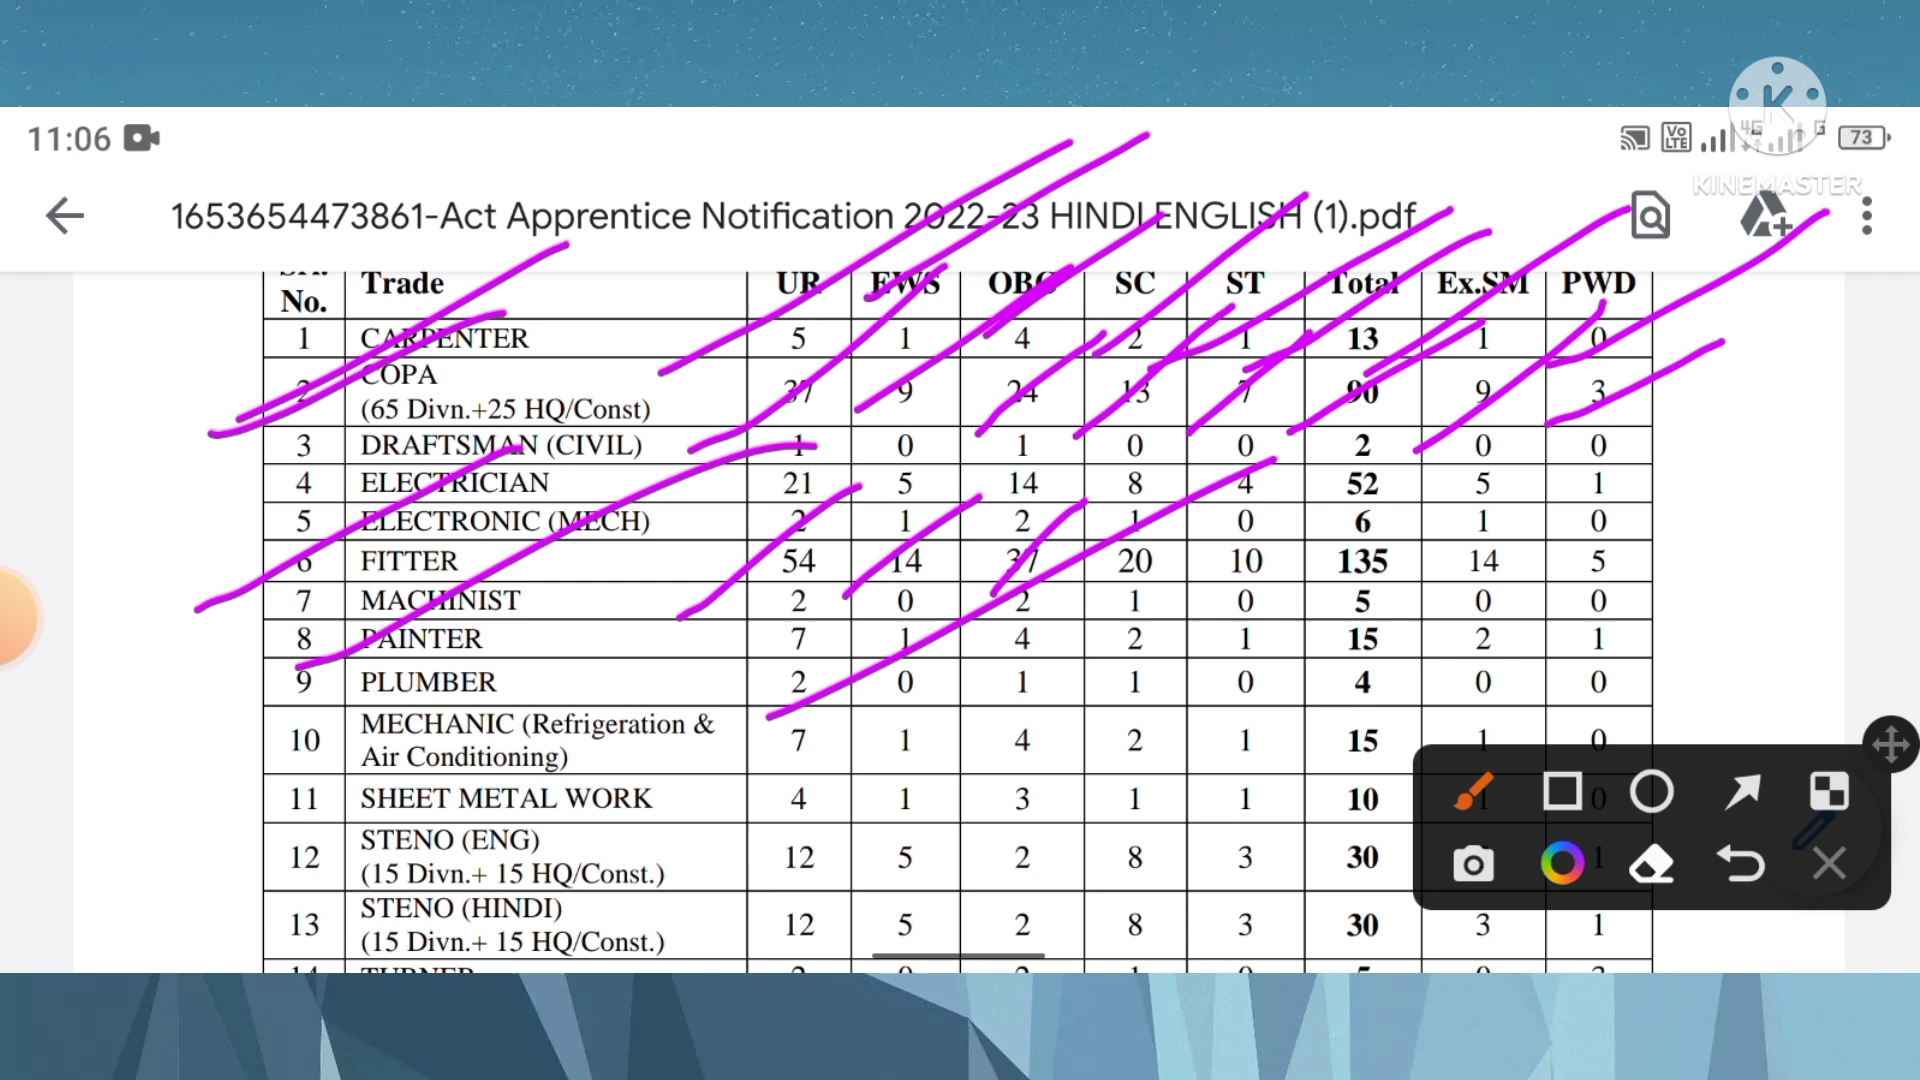 K
KINEMASTER
11:06
Vo LTE 4G G 73
1653654473861-Act Apprentice Notification 2022-23 HINDI ENGLISH (1).pdf
No. Trade UR EWS OBC SC ST Total Ex.SM PWD
1 CARPENTER 5 1 4 2 1 13 1 0
2 COPA (65 Divn.+25 HQ/Const) 37 9 24 13 7 90 9 3
3 DRAFTSMAN (CIVIL) 1 0 1 0 0 2 0 0
4 ELECTRICIAN 21 5 14 8 4 52 5 1
5 ELECTRONIC (MECH) 2 1 2 1 0 6 1 0
6 FITTER 54 14 37 20 10 135 14 5
7 MACHINIST 2 0 2 1 0 5 0 0
8 PAINTER 7 1 4 2 1 15 2 1
9 PLUMBER 2 0 1 1 0 4 0 0
10 MECHANIC (Refrigeration & Air Conditioning) 7 1 4 2 1 15 1 0
11 SHEET METAL WORK 4 1 3 1 1 10 1 0
12 STENO (ENG) (15 Divn.+ 15 HQ/Const.) 12 5 2 8 3 30 1
13 STENO (HINDI) (15 Divn.+ 15 HQ/Const.) 12 5 2 8 3 30 3 1